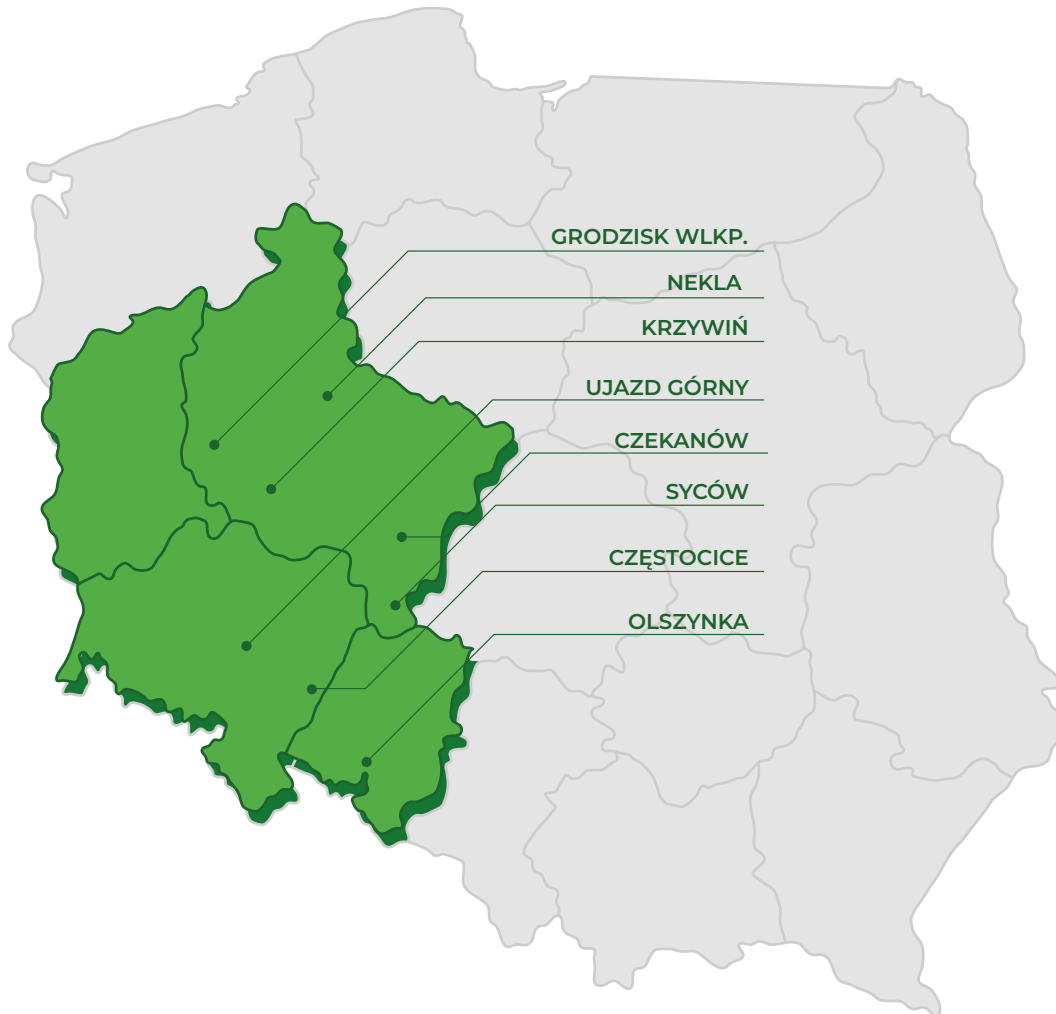 GRODZISK WLKP.
NEKLA
KRZYWIŃ
UJAZD GÓRNY
CZEKANÓW
SYCÓW
CZĘSTOCICE
OLSZYNKA